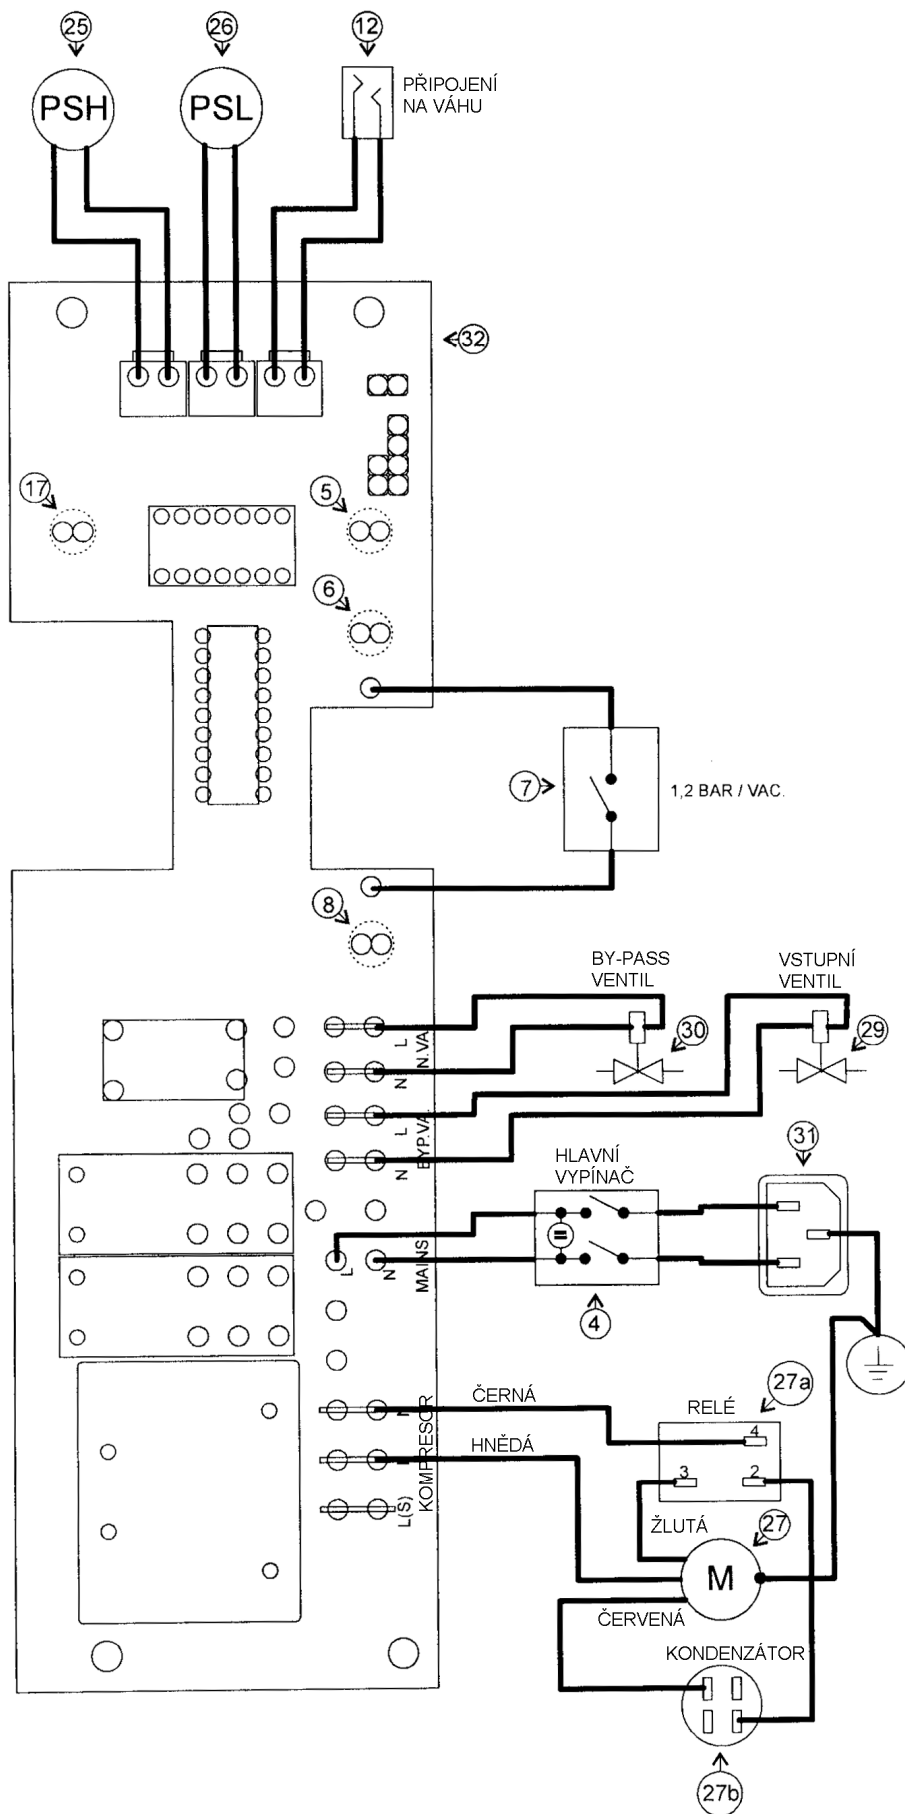 25
26
12
PSH
PSL
PŘIPOJENÍ
NA VÁHU
32
17
5
6
7
1,2 BAR / VAC.
8
BY-PASS
VENTIL
VSTUPNÍ
VENTIL
30
29
L
N
N.VA.
L
N
BYP.VA.
HLAVNÍ
VYPÍNAČ
31
L
N
MAINS
4
ČERNÁ
HNĚDÁ
RELÉ
27a
4
3
2
N
L(S)
KOMPRESOR
ŽLUTÁ
27
M
ČERVENÁ
KONDENZÁTOR
27b